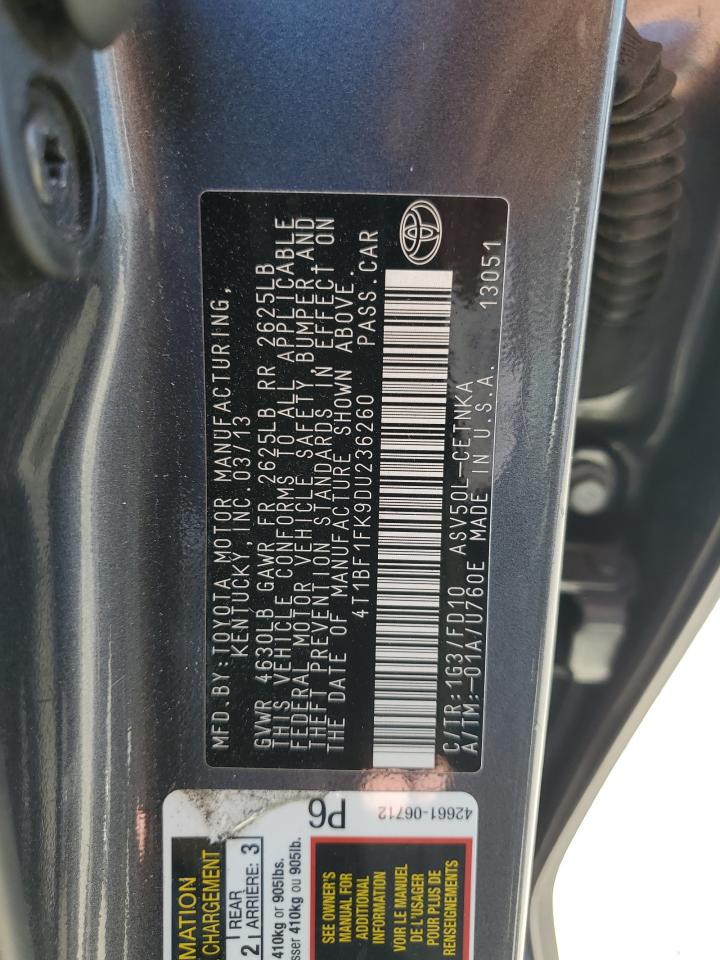 MFD.BY:TOYOTA MOTOR MANUFACTURING,
KENTUCKY, INC.03/13
GVWR 4630LB GAWR FR 2625LB RR 2625LB
THIS VEHICLE CONFORMS TO ALL APPLICABLE
FEDERAL MOTOR VEHICLE SAFETY, BUMPER,AND
THEFT PREVENTION STANDARDS IN EFFECT ON
THE DATE OF MANUFACTURE SHOWN ABOVE.
4T1BF1FK9DU236260 PASS.CAR
C/TR:1G3/FD10 ASV50L-CETNKA
A/TM:-01A/U760E MADE IN U.S.A. 13051
CHARGEMENT
2 REAR
ARRIÈRE: 3
410kg or 905lbs.
410kg ou 905lb.
P6
42661-06712
SEE OWNER'S
MANUAL FOR
ADDITIONAL
INFORMATION
VOIR LE MANUEL
DE L'USAGER
POUR PLUS DE
RENSEIGNEMENTS